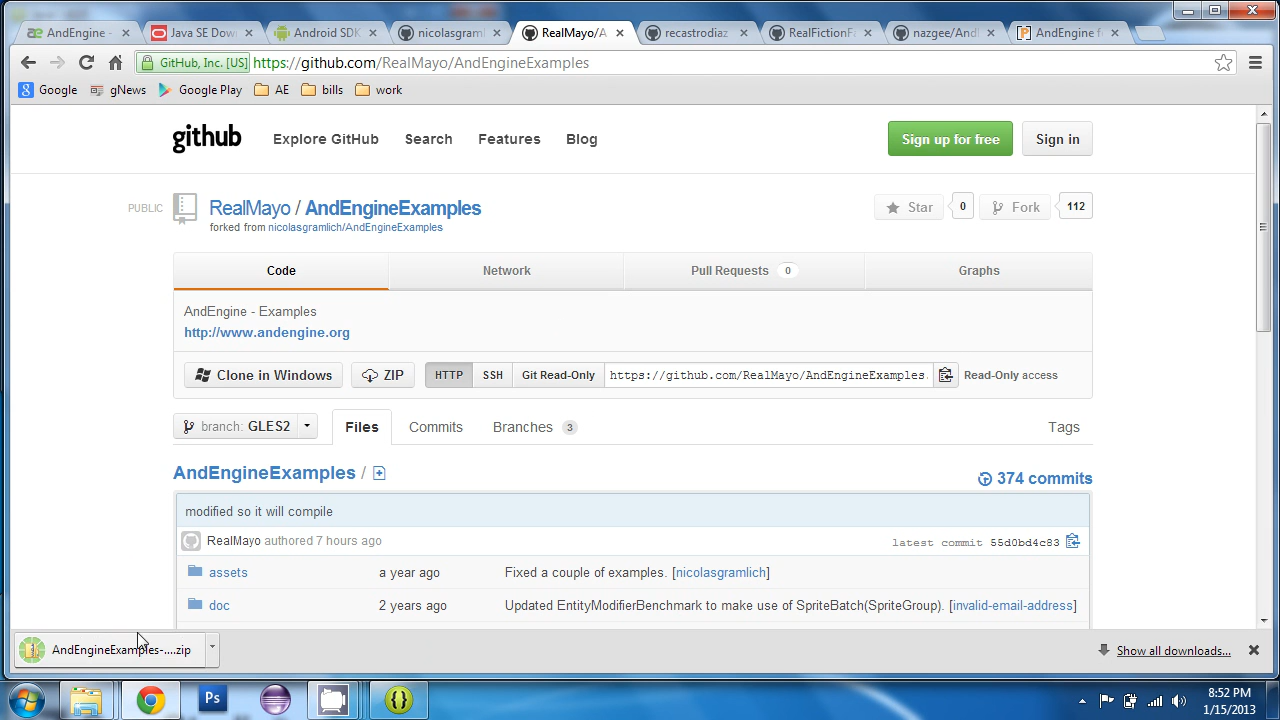 AndEngine -
Java SE Dow
Android SDK
nicolasgram
RealMayo/A
recastrodiaz
RealFictionFa
nazgee/AndE
AndEngine fo
GitHub, Inc. [US]
https://github.com/RealMayo/AndEngineExamples
Google
gNews
Google Play
AE
bills
work
github
Explore GitHub
Search
Features
Blog
Sign up for free
Sign in
PUBLIC
RealMayo / AndEngineExamples
forked from nicolasgramlich/AndEngineExamples
Star
0
Fork
112
Code
Network
Pull Requests 0
Graphs
AndEngine - Examples
http://www.andengine.org
Clone in Windows
ZIP
HTTP
SSH
Git Read-Only
https://github.com/RealMayo/AndEngineExamples.
Read-Only access
branch: GLES2
Files
Commits
Branches 3
Tags
AndEngineExamples /
374 commits
modified so it will compile
RealMayo authored 7 hours ago
latest commit 55d0bd4c83
assets
a year ago
Fixed a couple of examples. [nicolasgramlich]
doc
2 years ago
Updated EntityModifierBenchmark to make use of SpriteBatch(SpriteGroup). [invalid-email-address]
AndEngineExamples-....zip
Show all downloads...
Ps
8:52 PM
1/15/2013